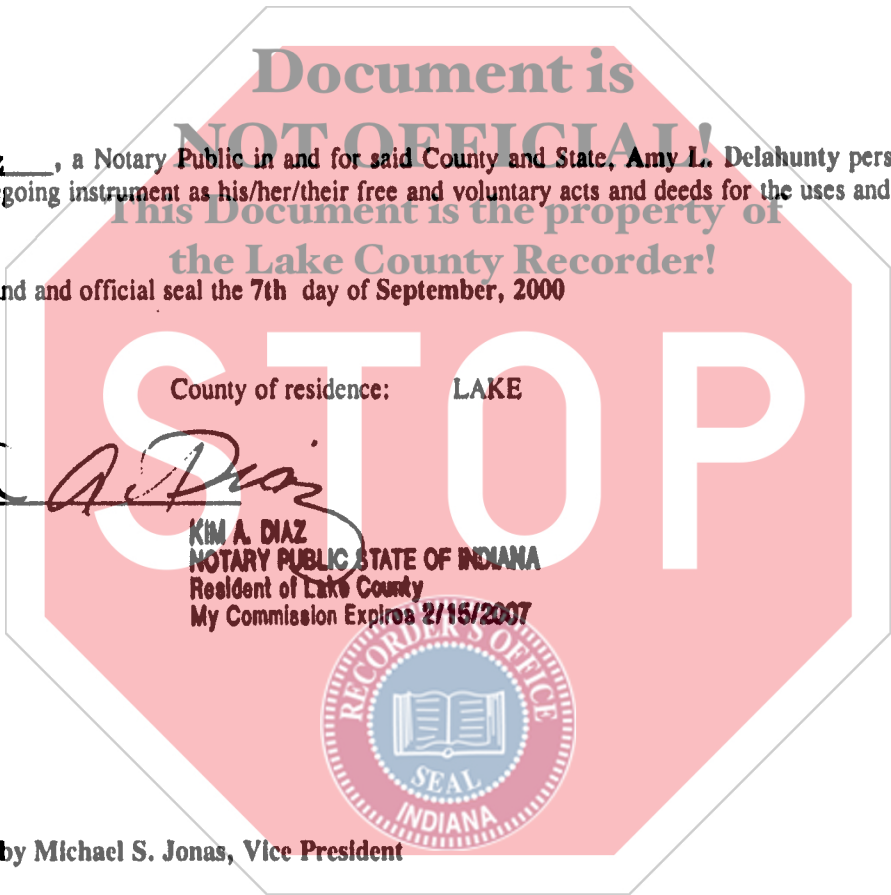 Document is
NOT OFFICIAL!
This Document is the property of
the Lake County Recorder!
, a Notary Public in and for said County and State, Amy L. Delahunty pers
going instrument as his/her/their free and voluntary acts and deeds for the uses and
nd and official seal the 7th day of September, 2000
County of residence: LAKE
STOP
A. Diaz
KIM A. DIAZ
NOTARY PUBLIC STATE OF INDIANA
Resident of Lake County
My Commission Expires 2/15/2007
RECORDER'S OFFICE
SEAL
INDIANA
by Michael S. Jonas, Vice President